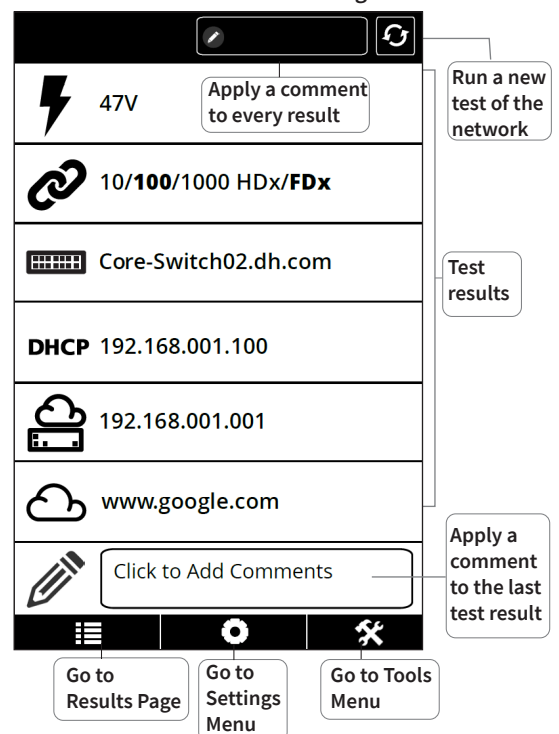 Apply a comment
to every result
Run a new
test of the
network
47V
10/100/1000 HDx/FDx
Core-Switch02.dh.com
Test
results
DHCP 192.168.001.100
192.168.001.001
www.google.com
Click to Add Comments
Apply a
comment
to the last
test result
Go to
Results Page
Go to
Settings
Menu
Go to Tools
Menu